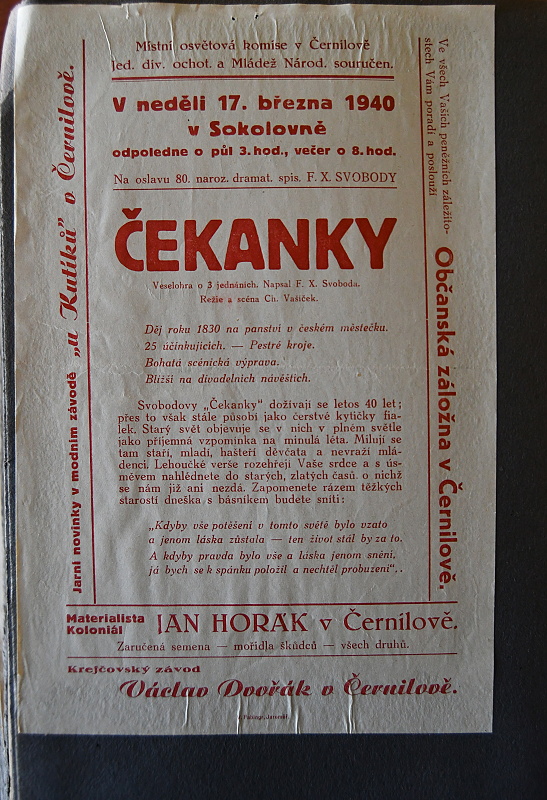 Místní osvětová komise v Černilově
Jed. div. ochot. a Mládež Národ. souručen.
V neděli 17. března 1940
v Sokolovně
odpoledne o půl 3. hod., večer o 8. hod.
Na oslavu 80. naroz. dramat. spis. F. X. SVOBODY
ČEKANKY
Veselohra o 3 jednáních. Napsal F. X. Svoboda.
Režie a scéna Ch. Vašíček.
Děj roku 1830 na panství v českém městečku.
25 účinkujících. — Pestré kroje.
Bohatá scénická výprava.
Bližší na divadelních návěštích.
Svobodovy „Čekanky" dožívají se letos 40 let;
přes to však stále působí jako čerstvé kytičky fia-
lek. Starý svět objevuje se v nich v plném světle
jako příjemná vzpomínka na minulá léta. Milují se
tam staří, mladí, hašteří děvčata a nevraží mlá-
denci. Lehoučké verše rozehřejí Vaše srdce a s ús-
měvem nahlédnete do starých, zlatých časů, o nichž
se nám již ani nezdá. Zapomenete rázem těžkých
starostí dneška s básníkem budete sníti:
„Kdyby vše potěšení v tomto světě bylo vzato
a jenom láska zůstala — ten život stál by za to.
A kdyby pravda bylo vše a láska jenom snění,
já bych se k spánku položil a nechtěl probuzení"..
Jarní novinky v modním závodě „u Kutíků" v Černilově.
Ve všech Vašich peněžních záležito-
stech Vám poradí a poslouží
Občanská záložna v Černilově.
Materialista
Koloniál
JAN HORÁK v Černilově.
Zaručená semena — mořidla škůdců — všech druhů.
Krejčovský závod
Václav Dvořák v Černilově.